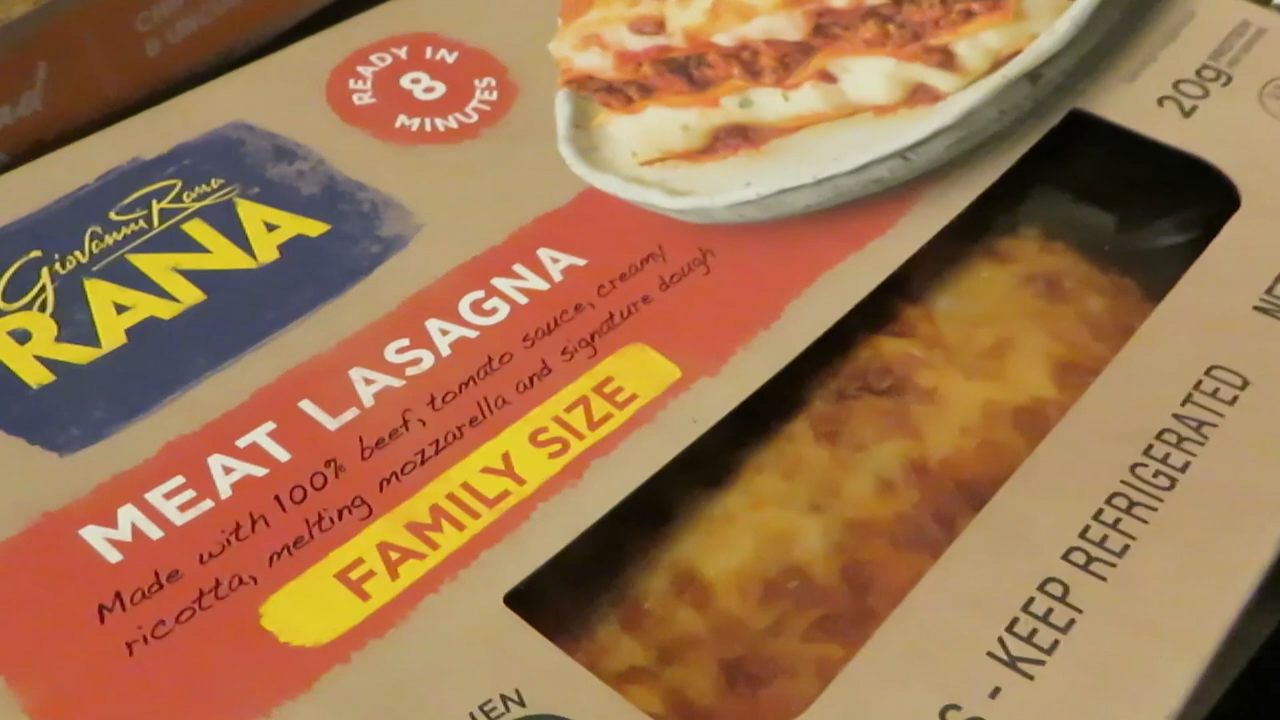 READY IN
8
MINUTES
Giovanni Rana
RANA
MEAT LASAGNA
Made with 100% beef, tomato sauce, creamy
ricotta, melting mozzarella and signature dough
FAMILY SIZE
20g PROTEIN
KEEP REFRIGERATED